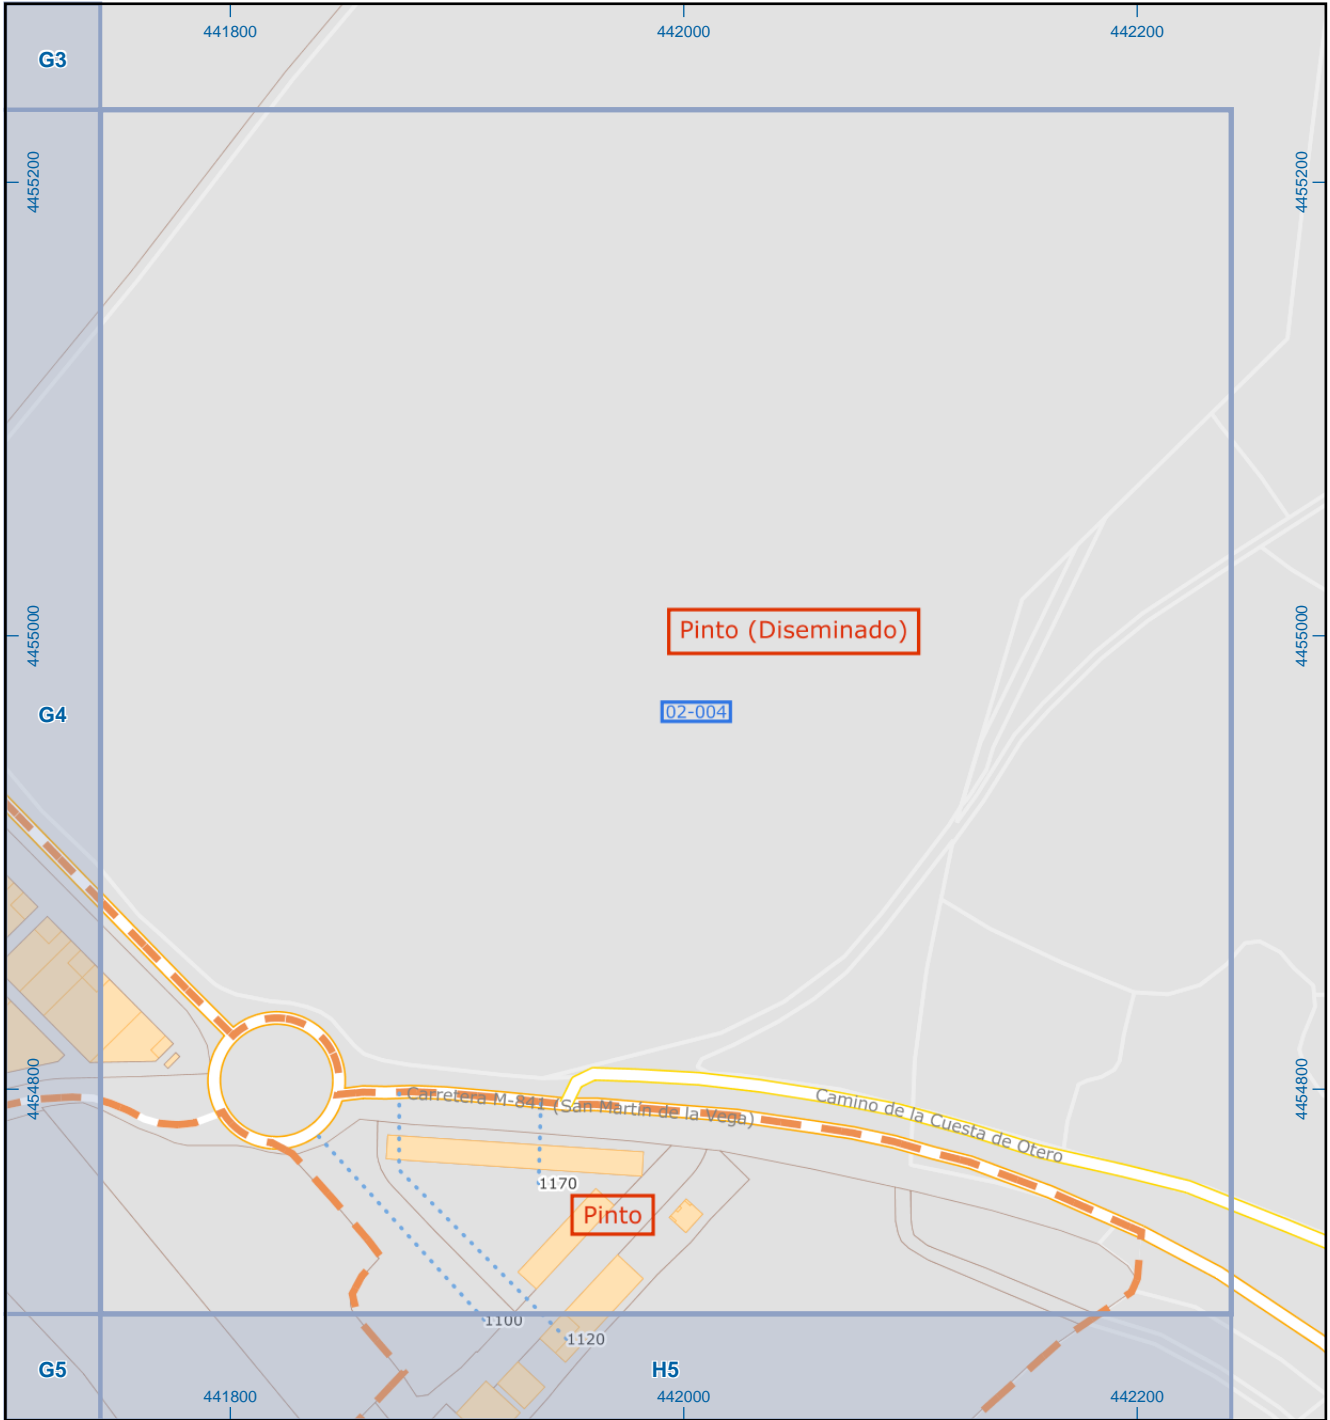 441800
442000
442200
G3
4455200
4455200
4455000
4455000
Pinto (Diseminado)
02-004
G4
4454800
4454800
Carretera M-841 (San Martín de la Vega)
Camino de la Cuesta de Otero
1170
Pinto
1100
1120
G5
H5
441800
442000
442200